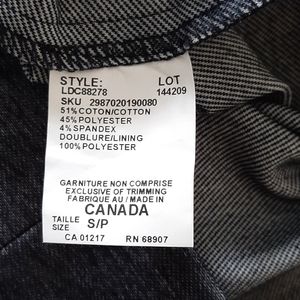 STYLE: LOT
LDC88278 144209
SKU 2987020190080
51% COTON/COTTON
45% POLYESTER
4% SPANDEX
DOUBLURE/LINING
100% POLYESTER
GARNITURE NON COMPRISE
EXCLUSIVE OF TRIMMING
FABRIQUE AU / MADE IN
CANADA
TAILLE S/P
SIZE
CA 01217 RN 68907